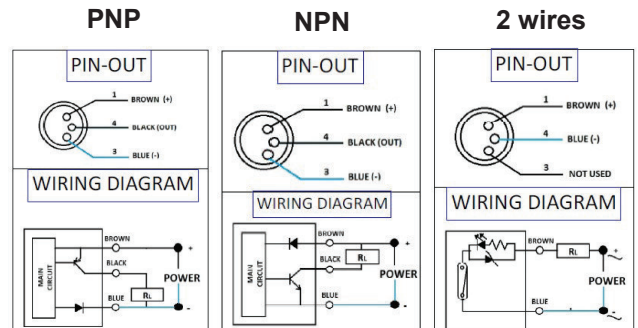 PNP
PIN-OUT
1
BROWN (+)
4
BLACK (OUT)
3
BLUE (-)
WIRING DIAGRAM
MAIN CIRCUIT
BROWN
BLACK
BLUE
RL
+
POWER
-
NPN
PIN-OUT
1
BROWN (+)
4
BLACK(OUT)
3
BLUE (-)
WIRING DIAGRAM
MAIN CIRCUIT
BROWN
BLACK
BLUE
RL
+
POWER
-
2 wires
PIN-OUT
1
BROWN (+)
4
BLUE (-)
3
NOT USED
WIRING DIAGRAM
BROWN
RL
+
~
POWER
BLUE
-
~